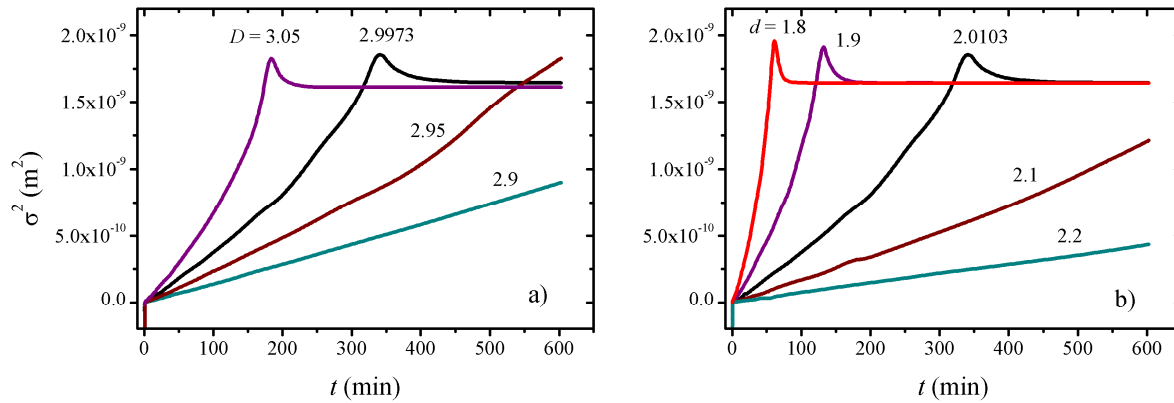 2.0x10⁻⁹
1.5x10⁻⁹
1.0x10⁻⁹
5.0x10⁻¹⁰
0.0
σ² (m²)
D = 3.05
2.9973
2.95
2.9
a)
0 100 200 300 400 500 600
t (min)
2.0x10⁻⁹
1.5x10⁻⁹
1.0x10⁻⁹
5.0x10⁻¹⁰
0.0
d = 1.8
1.9
2.0103
2.1
2.2
b)
0 100 200 300 400 500 600
t (min)